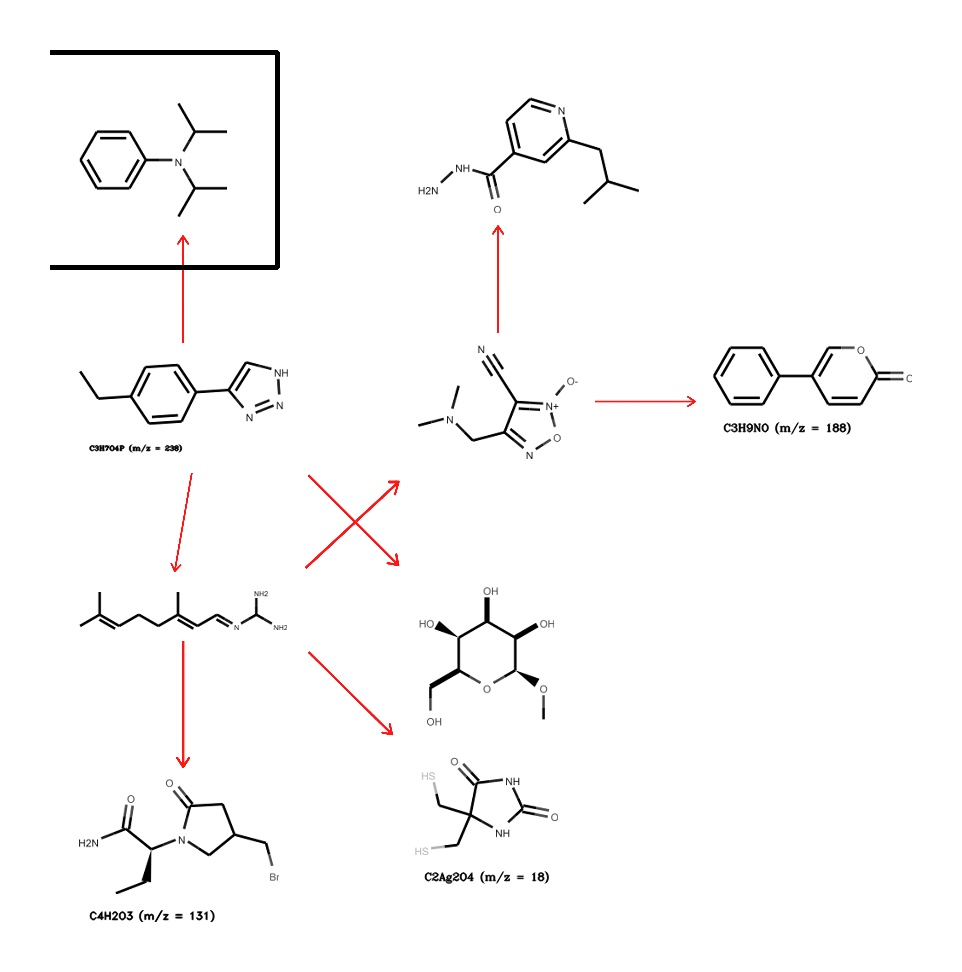 N
N
NH
H2N
O
N
NH
N
N
C3H7O4P (m/z = 238)
N
O-
N+
N
O
N
O
O
C3H9NO (m/z = 188)
NH2
N
NH2
OH
HO
OH
O
O
OH
O
O
H2N
N
Br
C4H2O3 (m/z = 131)
O
HS
NH
O
NH
HS
C2Ag2O4 (m/z = 18)